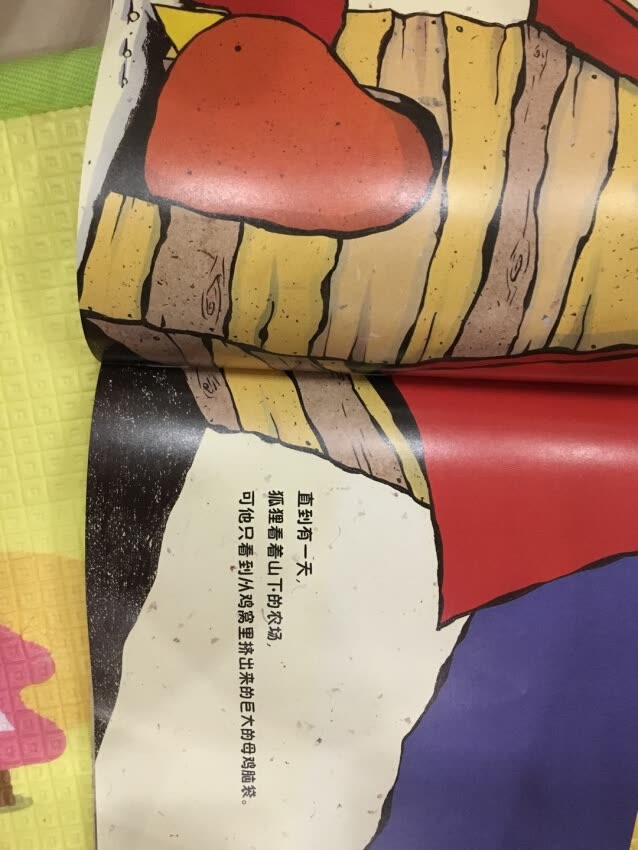 直到有一天，
狐狸看着山下的农场，
可他只看到从鸡窝里挤出来的巨大的母鸡脑袋。